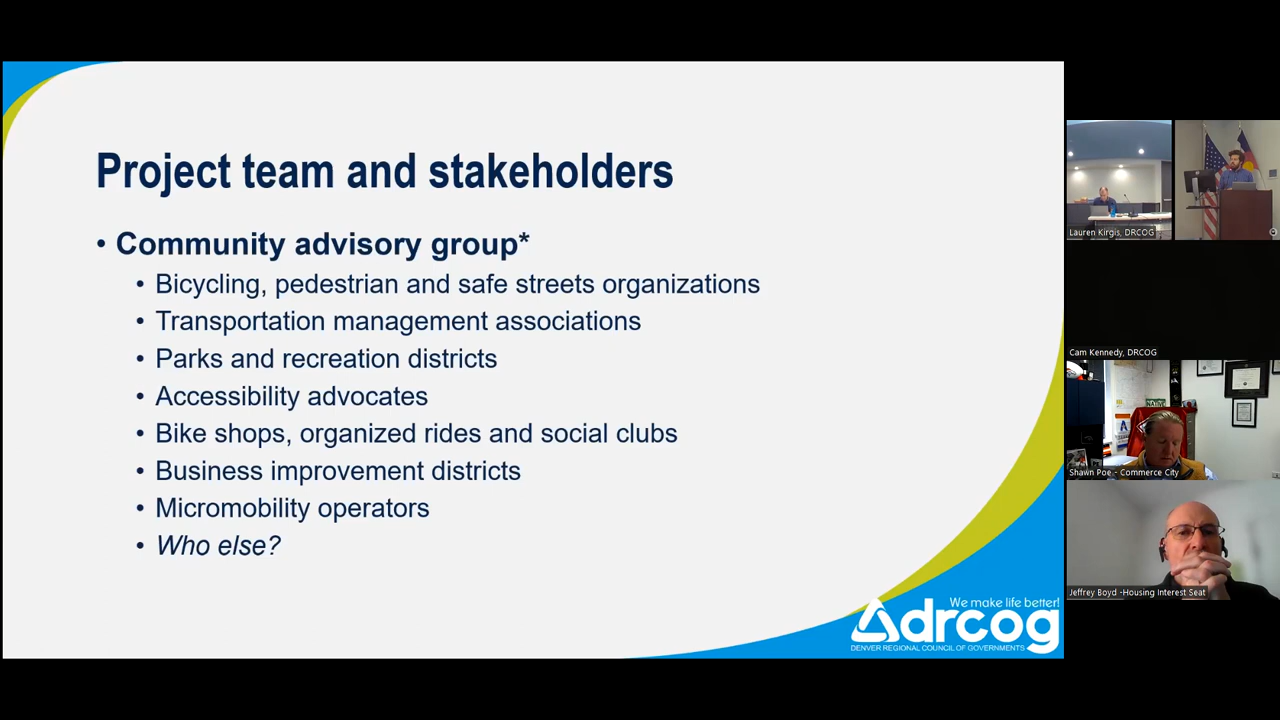 Project team and stakeholders
• Community advisory group*
• Bicycling, pedestrian and safe streets organizations
• Transportation management associations
• Parks and recreation districts
• Accessibility advocates
• Bike shops, organized rides and social clubs
• Business improvement districts
• Micromobility operators
• Who else?
We make life better!
drcog
DENVER REGIONAL COUNCIL OF GOVERNMENTS
Lauren Kirgis, DRCOG
Cam Kennedy, DRCOG
NATIVE
Shawn Poe - Commerce City
Jeffrey Boyd -Housing Interest Seat